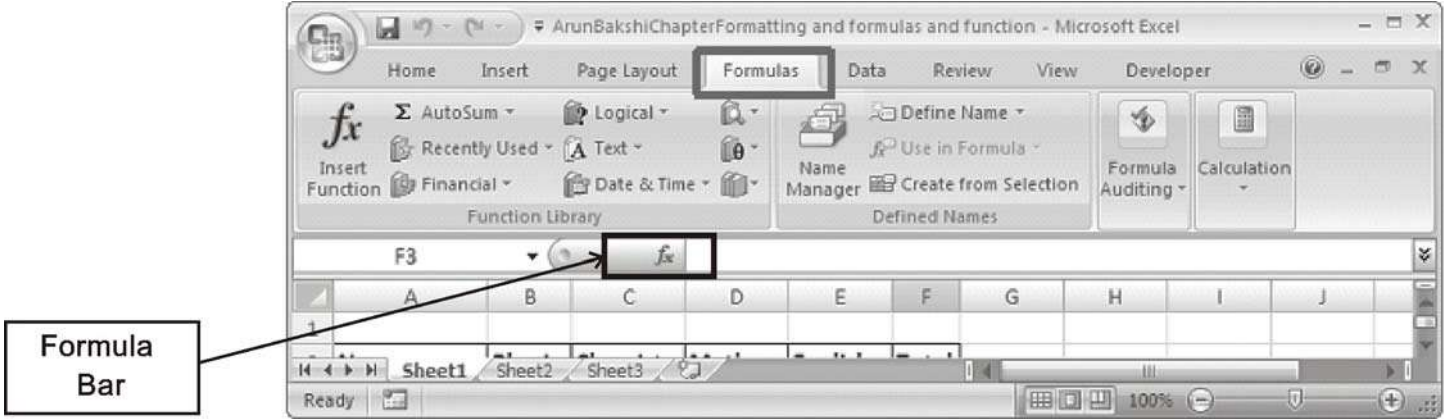 ArunBakshiChapterFormatting and formulas and function - Microsoft Excel
Home Insert Page Layout Formulas Data Review View Developer
fx Σ AutoSum Logical Define Name
Recently Used A Text θ fx Use in Formula
Insert Function Financial Date & Time Name Manager Create from Selection Formula Auditing Calculation
Function Library Defined Names
F3 fx
A B C D E F G H I J
1
Formula
Bar
Sheet1 Sheet2 Sheet3
Ready 100%